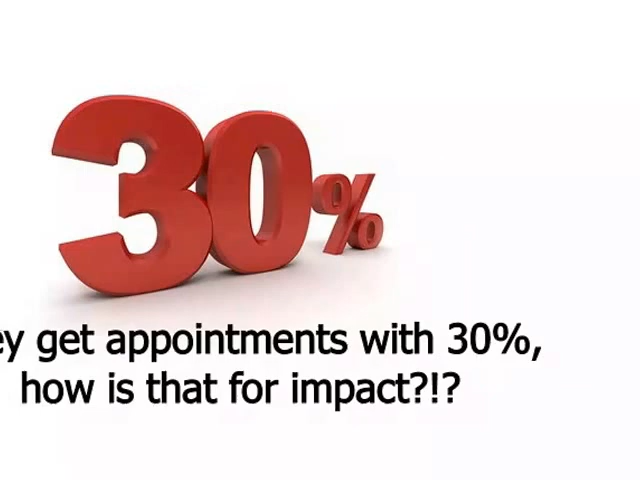 30%
ey get appointments with 30%,
how is that for impact?!?